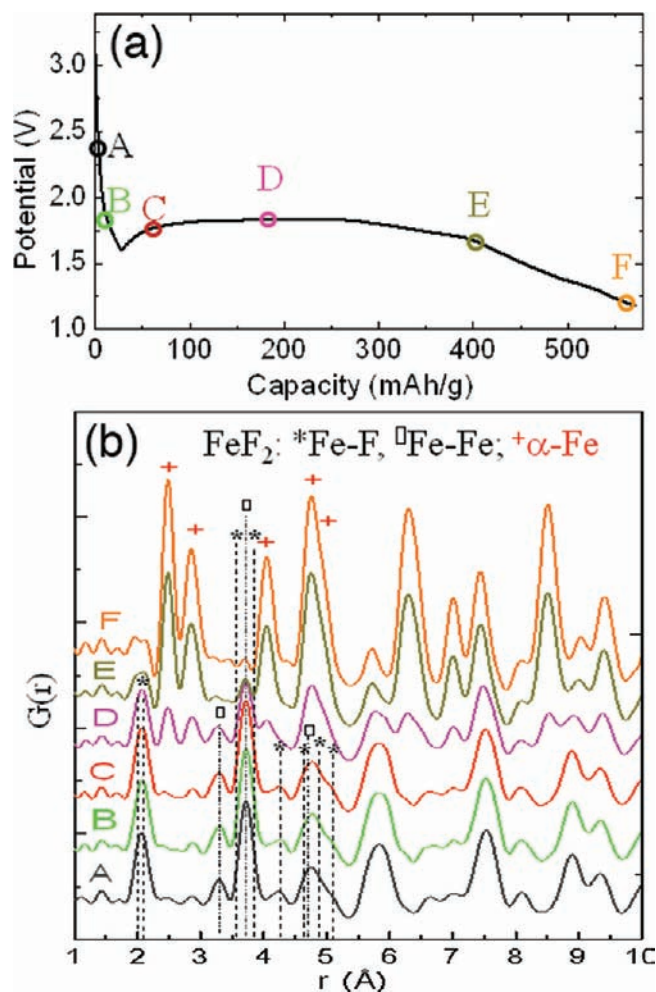 (a)
3.0
2.5
2.0
1.5
1.0
Potential (V)
A
B
C
D
E
F
0 100 200 300 400 500
Capacity (mAh/g)
(b)
FeF₂: *Fe-F, ▯Fe-Fe; ⁺α-Fe
G(r)
F
E
D
C
B
A
1 2 3 4 5 6 7 8 9 10
r (Å)